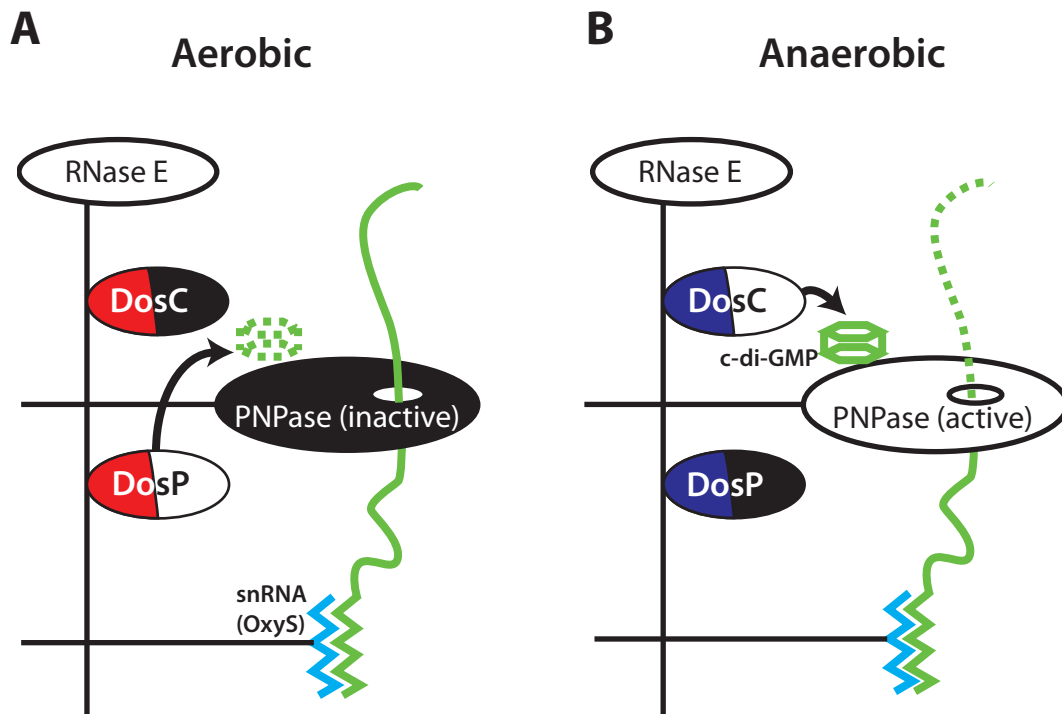 A
Aerobic
RNase E
DosC
PNPase (inactive)
DosP
snRNA
(OxyS)
B
Anaerobic
RNase E
DosC
c-di-GMP
PNPase (active)
DosP